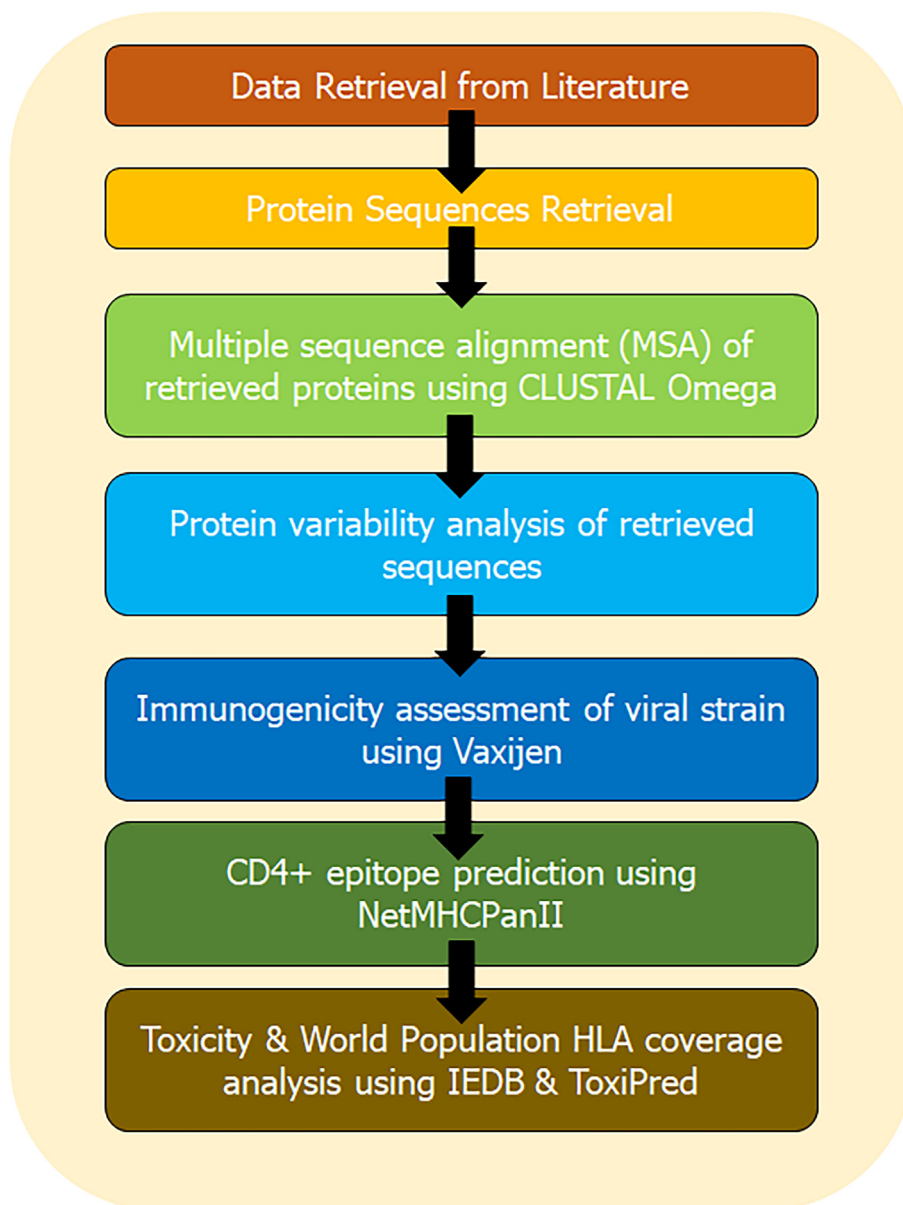 Data Retrieval from Literature
Protein Sequences Retrieval
Multiple sequence alignment (MSA) of
retrieved proteins using CLUSTAL Omega
Protein variability analysis of retrieved
sequences
Immunogenicity assessment of viral strain
using Vaxijen
CD4+ epitope prediction using
NetMHCPanII
Toxicity & World Population HLA coverage
analysis using IEDB & ToxiPred